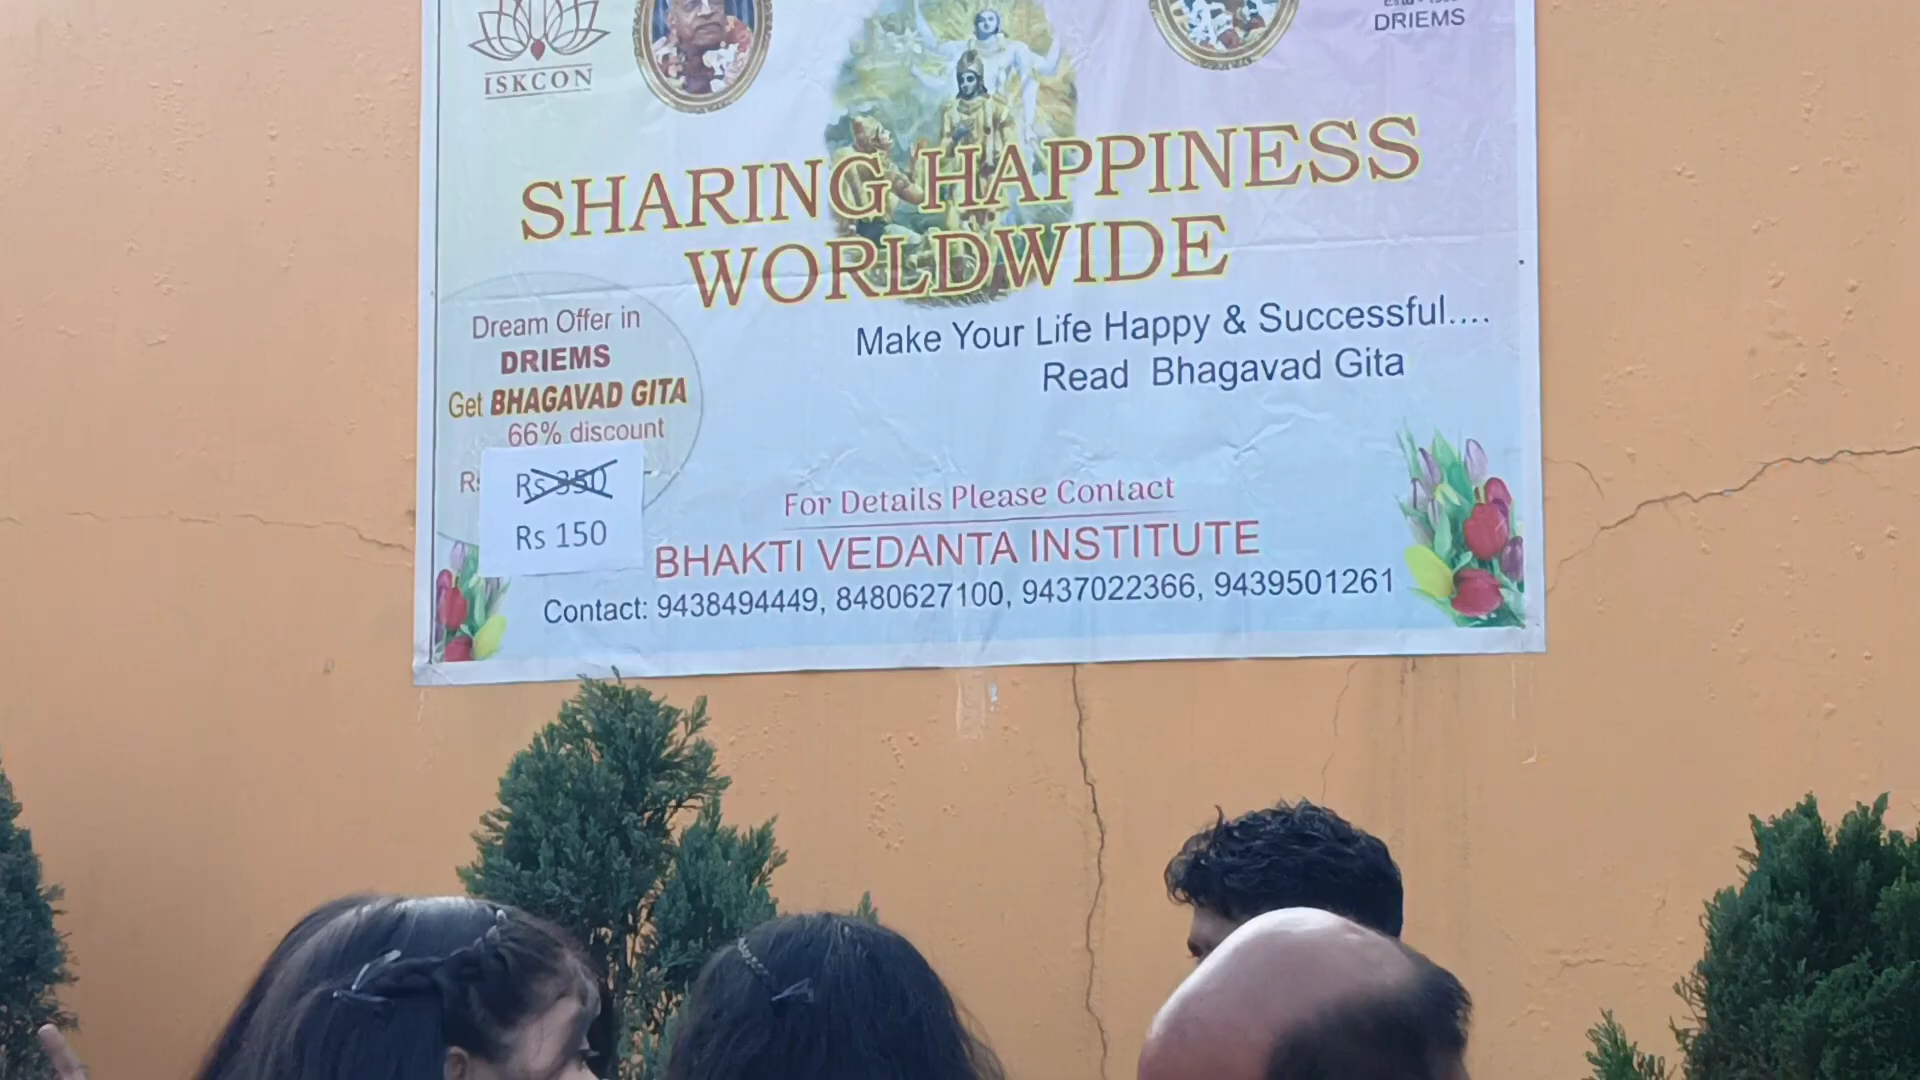 ISKCON
DRIEMS
SHARING HAPPINESS
WORLDWIDE
Make Your Life Happy & Successful....
Read Bhagavad Gita
Dream Offer in
DRIEMS
Get BHAGAVAD GITA
66% discount
Rs 350
Rs 150
For Details Please Contact
BHAKTI VEDANTA INSTITUTE
Contact: 9438494449, 8480627100, 9437022366, 9439501261